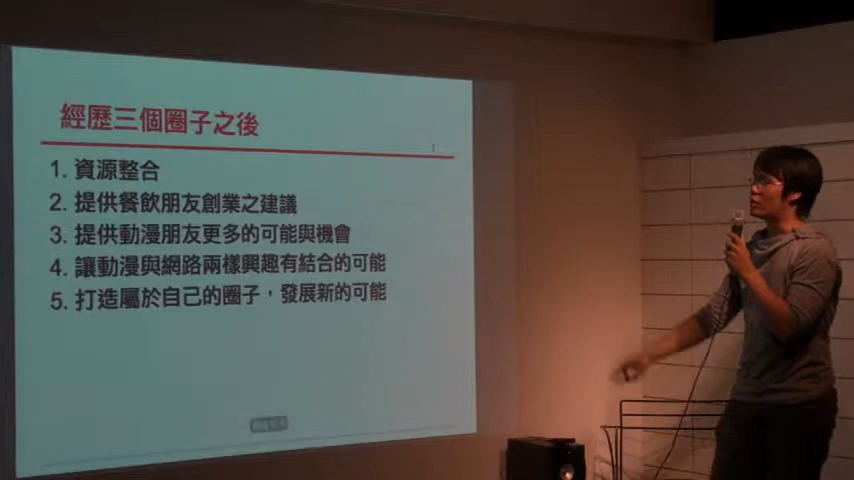 經歷三個圈子之後
1. 資源整合
2. 提供餐飲朋友創業之建議
3. 提供動漫朋友更多的可能與機會
4. 讓動漫與網路兩樣興趣有結合的可能
5. 打造屬於自己的圈子，發展新的可能